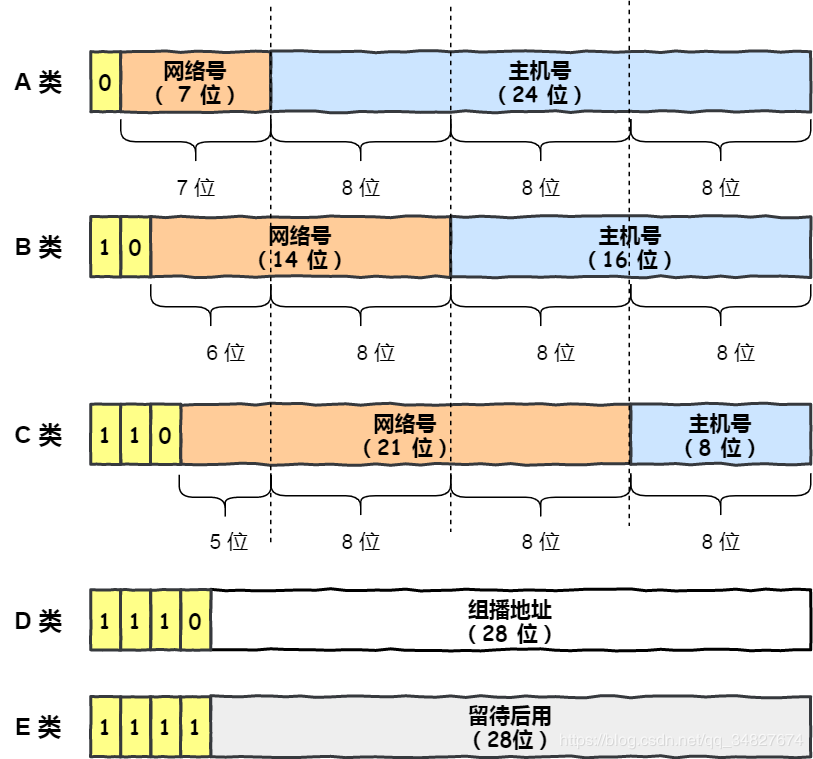 A 类
0
网络号
（ 7 位）
主机号
（24 位）
7 位
8 位
8 位
8 位
B 类
1
0
网络号
（14 位）
主机号
（16 位）
6 位
8 位
8 位
8 位
C 类
1
1
0
网络号
（21 位）
主机号
（8 位）
5 位
8 位
8 位
8 位
D 类
1
1
1
0
组播地址
（28 位）
E 类
1
1
1
1
留待后用
（28位）
https://blog.csdn.net/qq_34827674